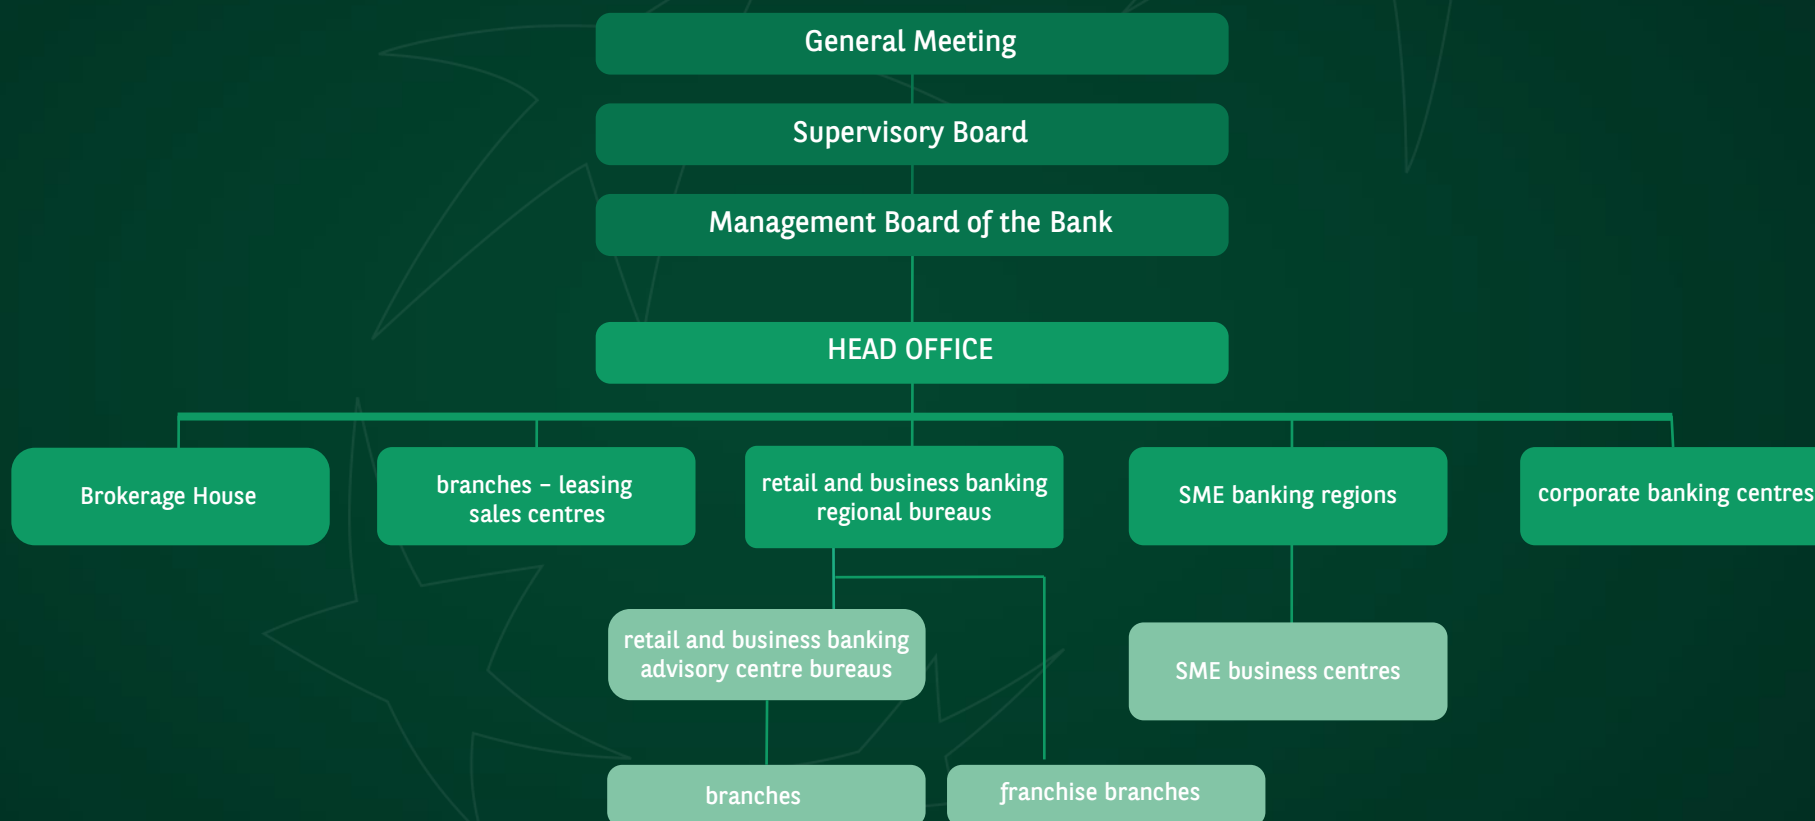 General Meeting
Supervisory Board
Management Board of the Bank
HEAD OFFICE
Brokerage House
branches – leasing
sales centres
retail and business banking
regional bureaus
SME banking regions
corporate banking centres
retail and business banking
advisory centre bureaus
SME business centres
branches
franchise branches